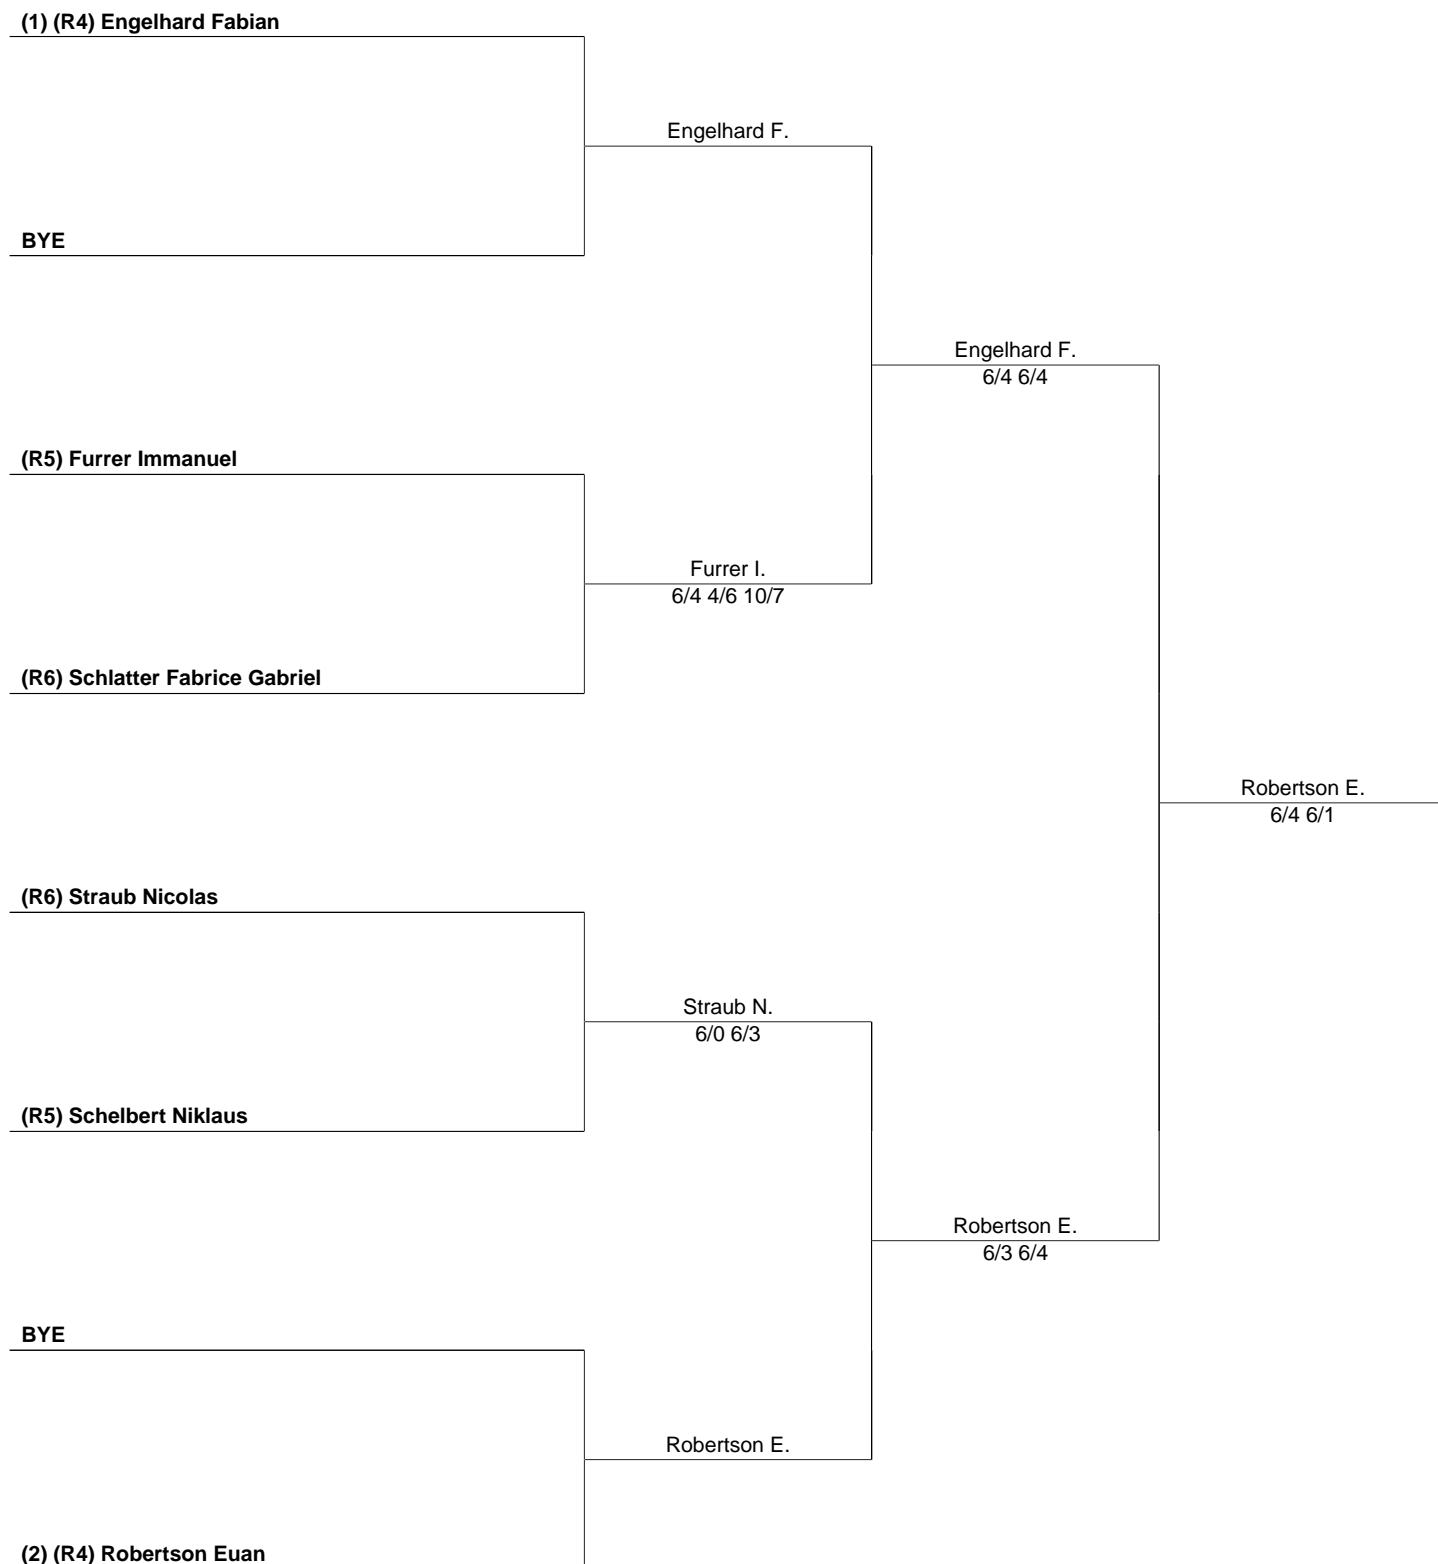 (1) (R4) Engelhard Fabian
Engelhard F.
BYE
Engelhard F.
6/4 6/4
(R5) Furrer Immanuel
Furrer I.
6/4 4/6 10/7
(R6) Schlatter Fabrice Gabriel
Robertson E.
6/4 6/1
(R6) Straub Nicolas
Straub N.
6/0 6/3
(R5) Schelbert Niklaus
Robertson E.
6/3 6/4
BYE
Robertson E.
(2) (R4) Robertson Euan